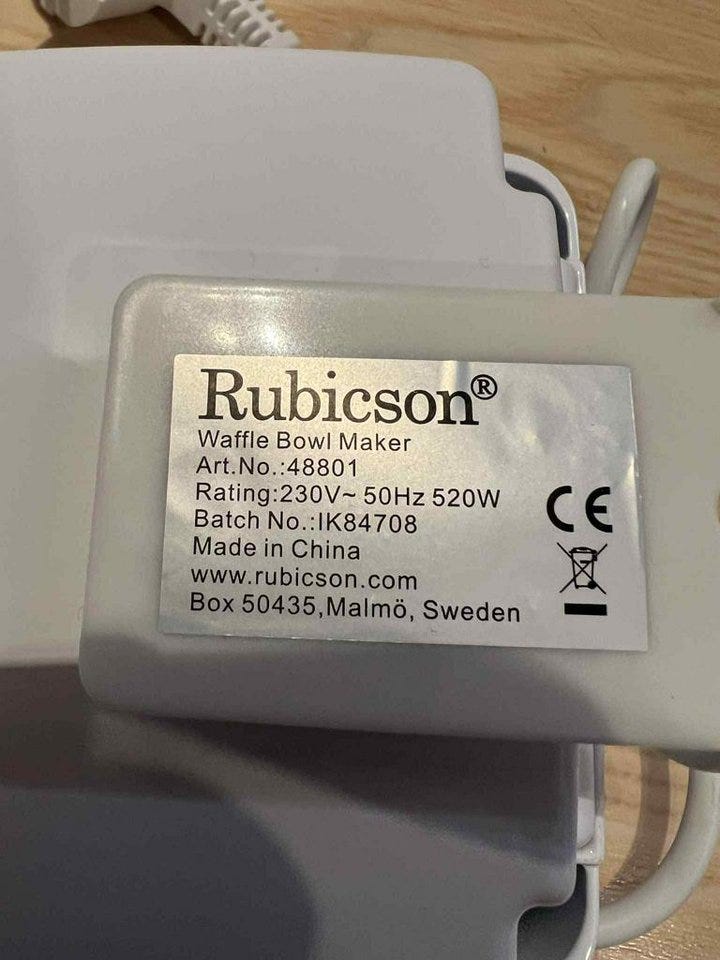 Rubicson®
Waffle Bowl Maker
Art.No.:48801
Rating:230V~ 50Hz 520W
Batch No.:IK84708
Made in China
www.rubicson.com
Box 50435,Malmö, Sweden
CE